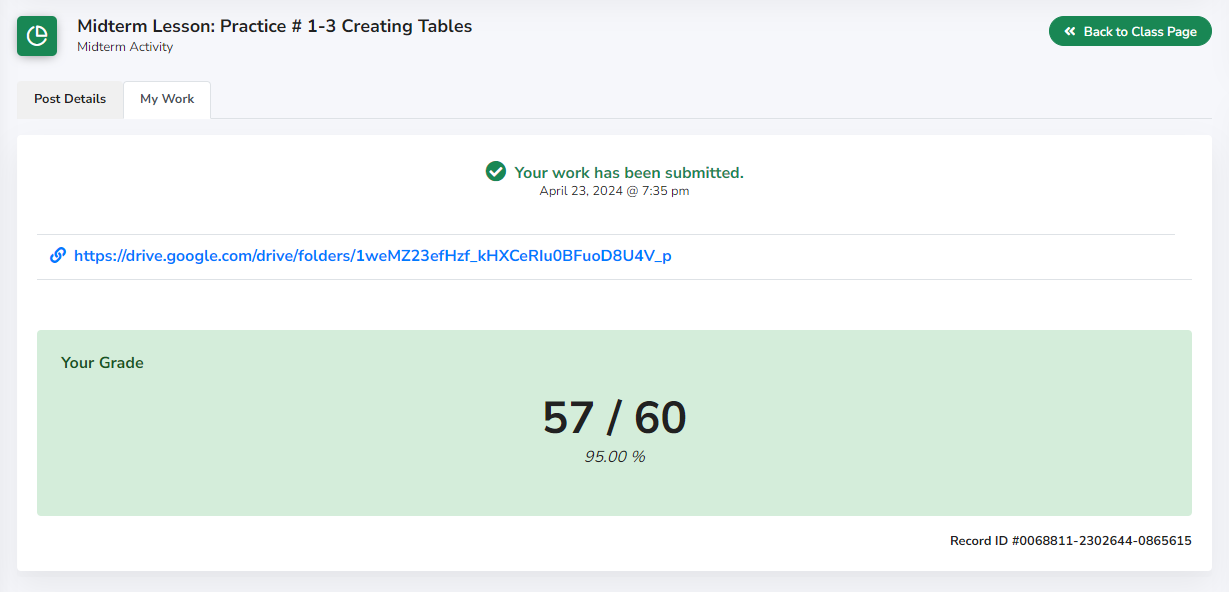 Midterm Lesson: Practice # 1-3 Creating Tables
Midterm Activity
Back to Class Page
Post Details
My Work
Your work has been submitted.
April 23, 2024 @ 7:35 pm
https://drive.google.com/drive/folders/1weMZ23efHzf_kHXCeRIu0BFuoD8U4V_p
Your Grade
57 / 60
95.00 %
Record ID #0068811-2302644-0865615